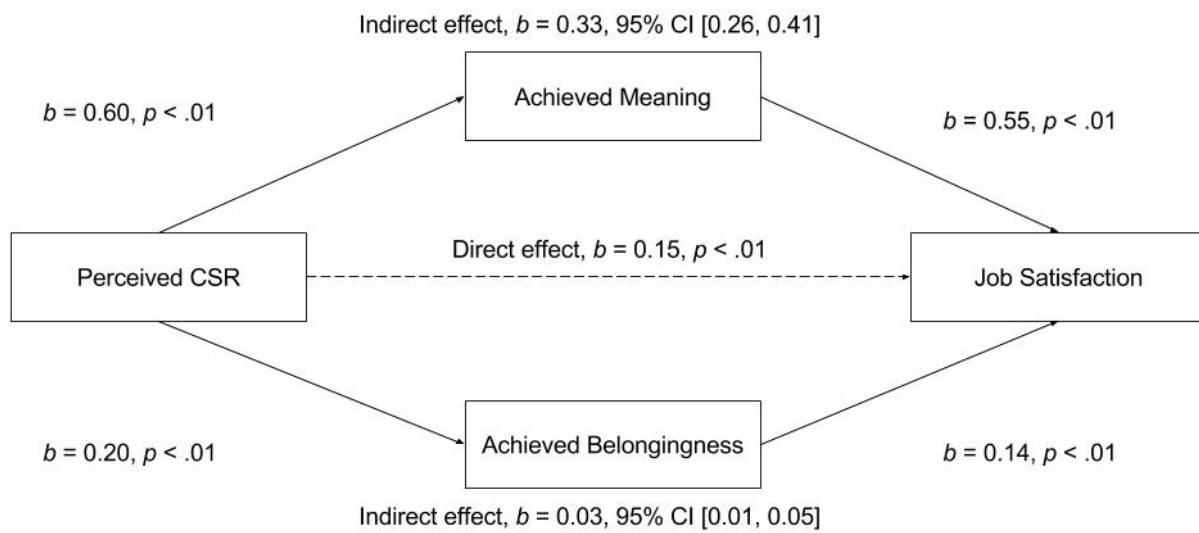 Indirect effect, b = 0.33, 95% CI [0.26, 0.41]
Achieved Meaning
b = 0.60, p < .01
b = 0.55, p < .01
Direct effect, b = 0.15, p < .01
Perceived CSR
Job Satisfaction
Achieved Belongingness
b = 0.20, p < .01
b = 0.14, p < .01
Indirect effect, b = 0.03, 95% CI [0.01, 0.05]